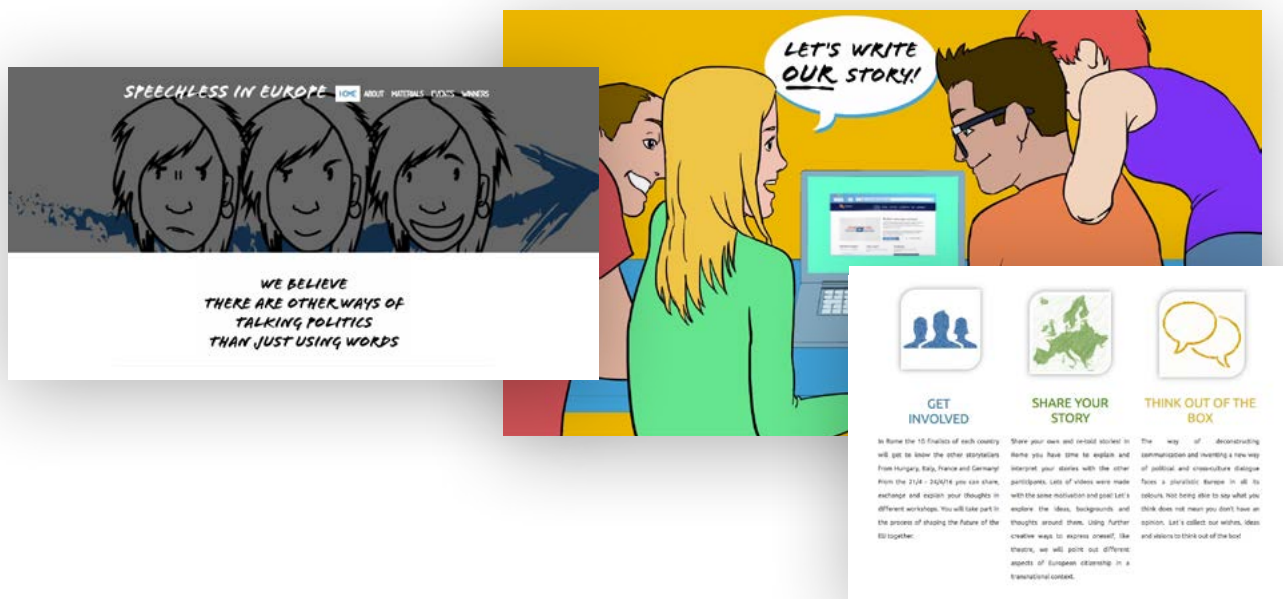 SPEECHLESS IN EUROPE HOME ABOUT MATERIALS EVENTS WINNERS
WE BELIEVE
THERE ARE OTHER WAYS OF
TALKING POLITICS
THAN JUST USING WORDS
LET'S WRITE
OUR STORY!
GET
INVOLVED
In Rome the 10 finalists of each country
will get to know the other storytellers
from Hungary, Italy, France and Germany!
From the 21/4 - 24/4/16 you can share,
exchange and explain your thoughts in
different workshops. You will take part in
the process of shaping the future of the
EU together.
SHARE YOUR
STORY
Share your own and re-told stories! In
Rome you have time to explain and
interpret your stories with the other
participants. Lots of videos were made
with the same motivation and goal! Let´s
explore the ideas, backgrounds and
thoughts around them. Using further
creative ways to express oneself, like
theatre, we will point out different
aspects of European citizenship in a
transnational context.
THINK OUT OF THE
BOX
The way of deconstructing
communication and inventing a new way
of political and cross-culture dialogue
faces a pluralistic Europe in all its
colours. Not being able to say what you
think does not mean you don't have an
opinion. Let´s collect our wishes, ideas
and visions to think out of the box!